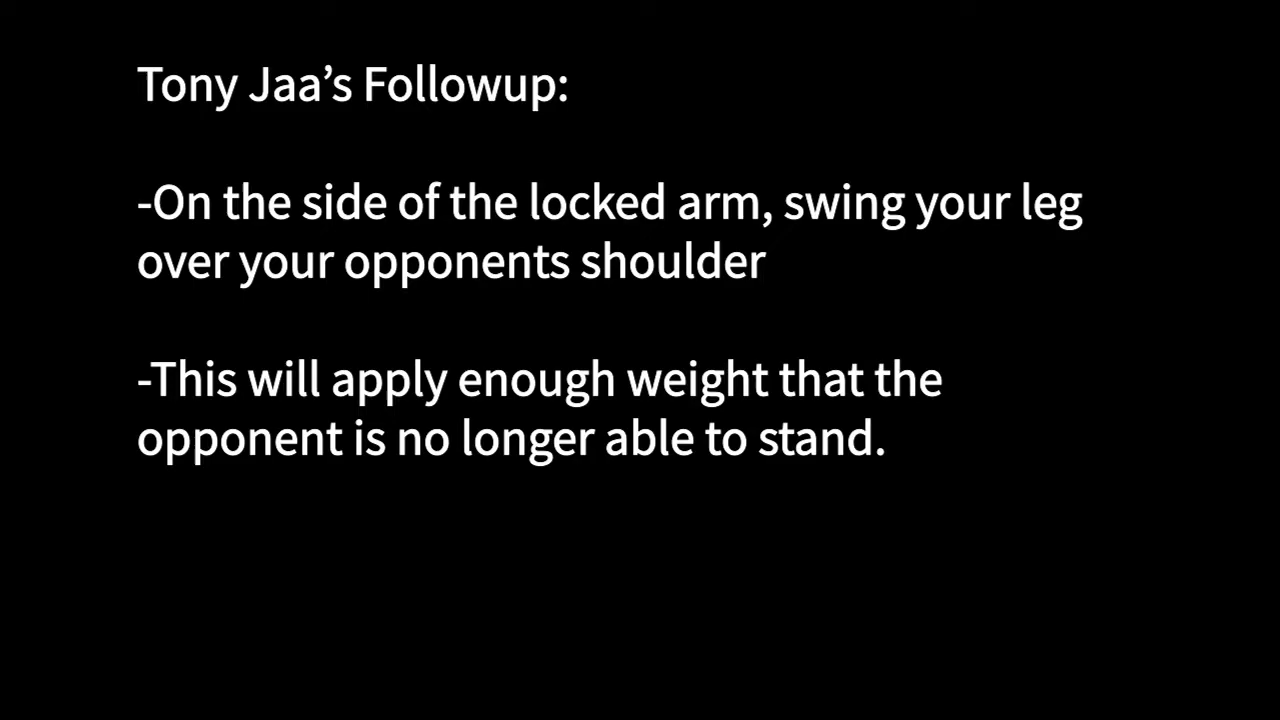 Tony Jaa’s Followup:
-On the side of the locked arm, swing your leg
over your opponents shoulder
-This will apply enough weight that the
opponent is no longer able to stand.